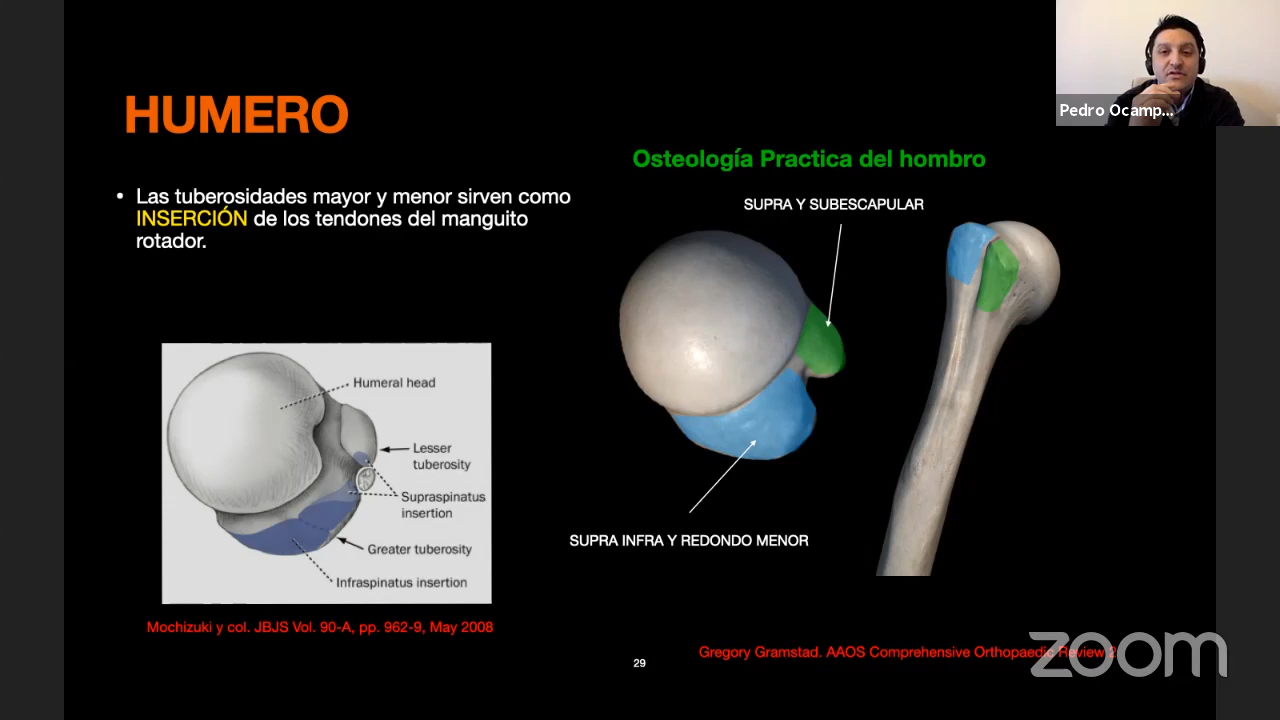 Pedro Ocamp...
HUMERO
Osteología Practica del hombro
• Las tuberosidades mayor y menor sirven como
INSERCIÓN de los tendones del manguito
rotador.
SUPRA Y SUBESCAPULAR
Humeral head
Lesser
tuberosity
Supraspinatus
insertion
Greater tuberosity
Infraspinatus insertion
SUPRA INFRA Y REDONDO MENOR
Mochizuki y col. JBJS Vol. 90-A, pp. 962-9, May 2008
Gregory Gramstad. AAOS Comprehensive Orthopaedic Review 2
29
zoom